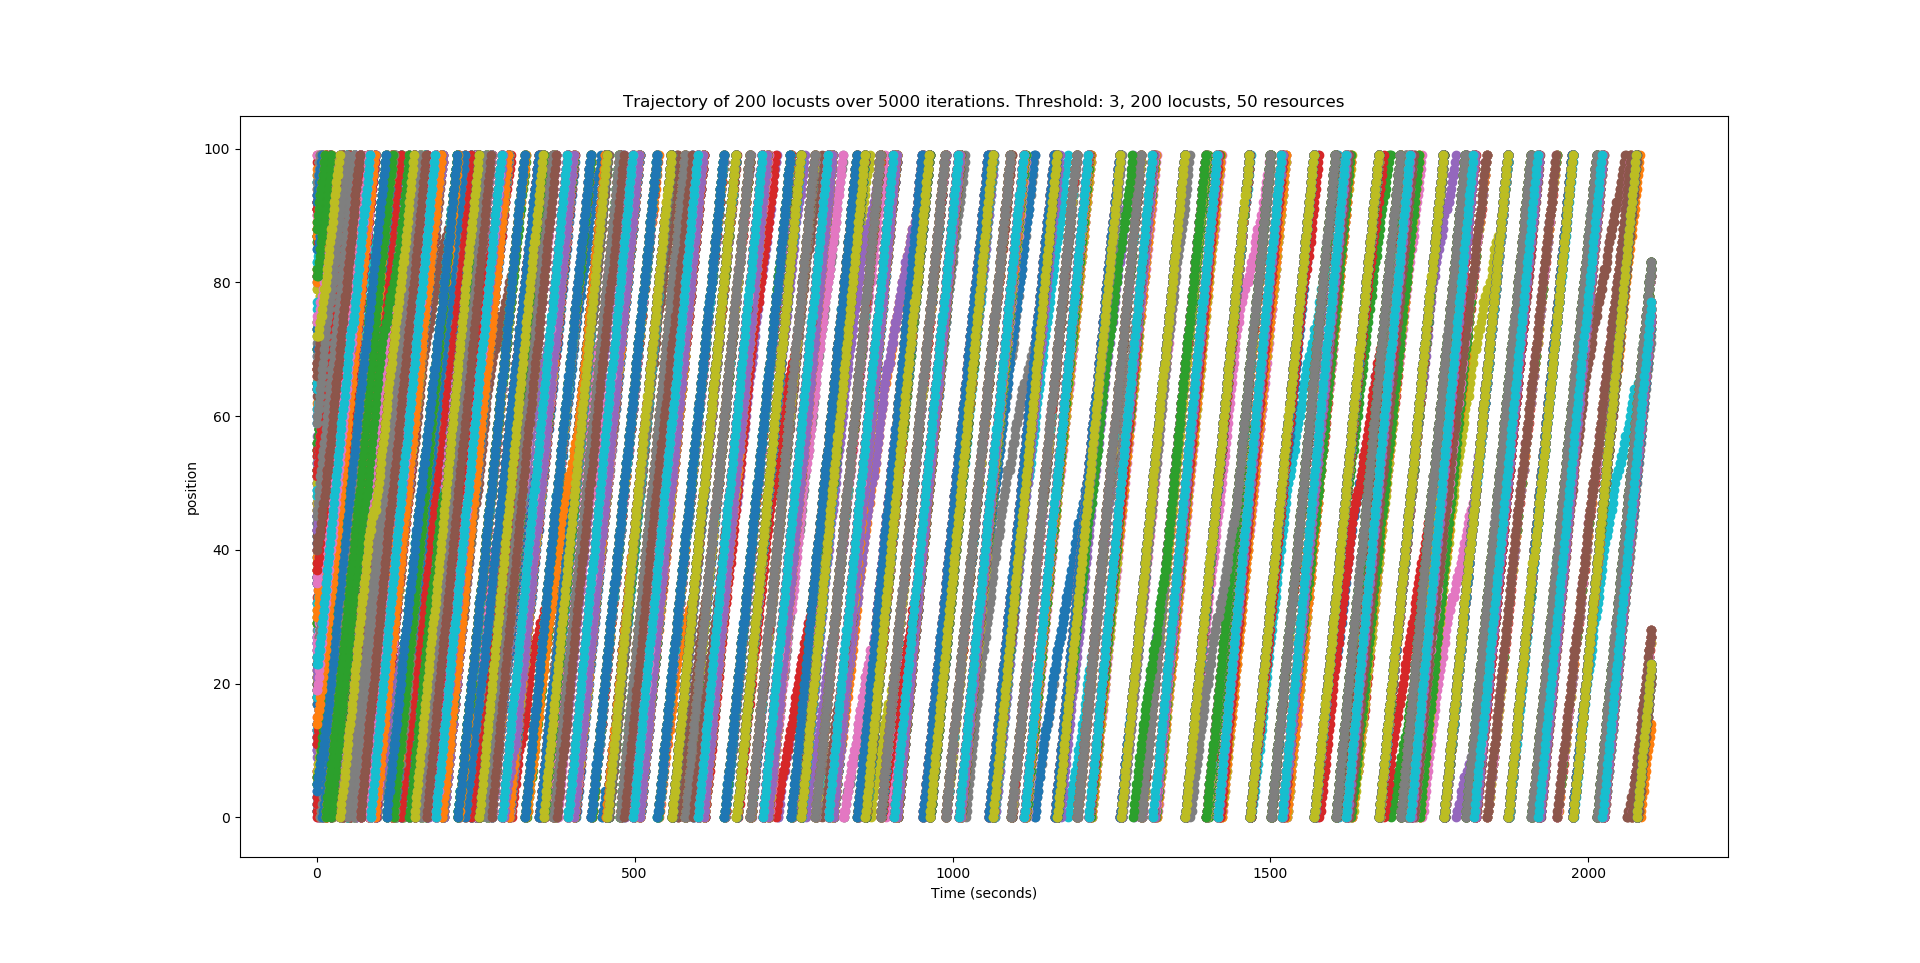 Trajectory of 200 locusts over 5000 iterations. Threshold: 3, 200 locusts, 50 resources
100
80
60
40
20
0
position
0 500 1000 1500 2000
Time (seconds)